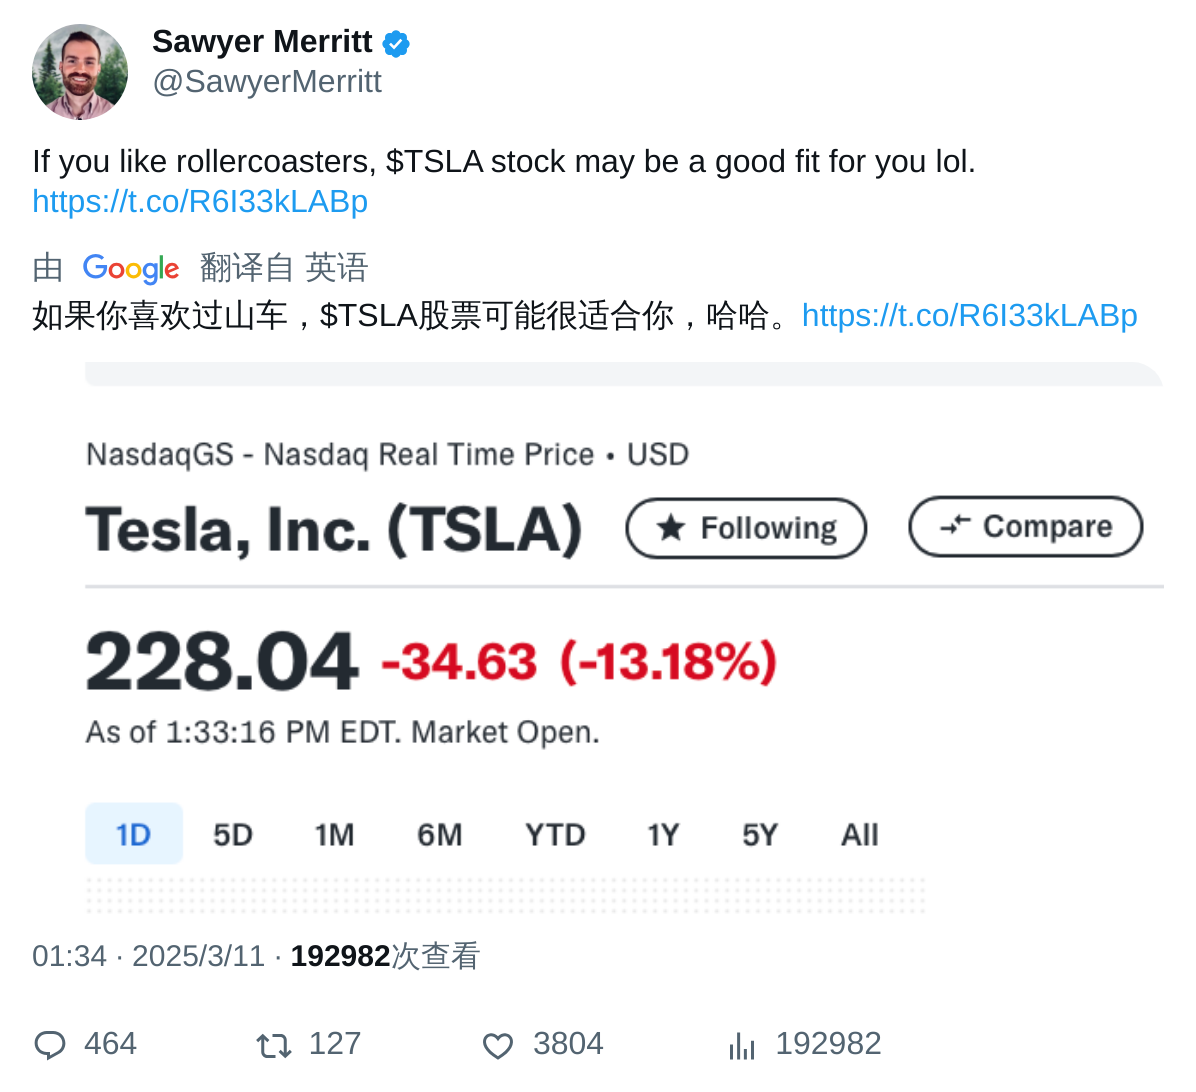 Sawyer Merritt
@SawyerMerritt
If you like rollercoasters, $TSLA stock may be a good fit for you lol.
https://t.co/R6I33kLABp
由 Google 翻译自 英语
如果你喜欢过山车，$TSLA股票可能很适合你，哈哈。https://t.co/R6I33kLABp
NasdaqGS - Nasdaq Real Time Price • USD
Tesla, Inc. (TSLA) Following Compare
228.04 -34.63 (-13.18%)
As of 1:33:16 PM EDT. Market Open.
1D 5D 1M 6M YTD 1Y 5Y All
01:34 · 2025/3/11 · 192982次查看
464 127 3804 192982